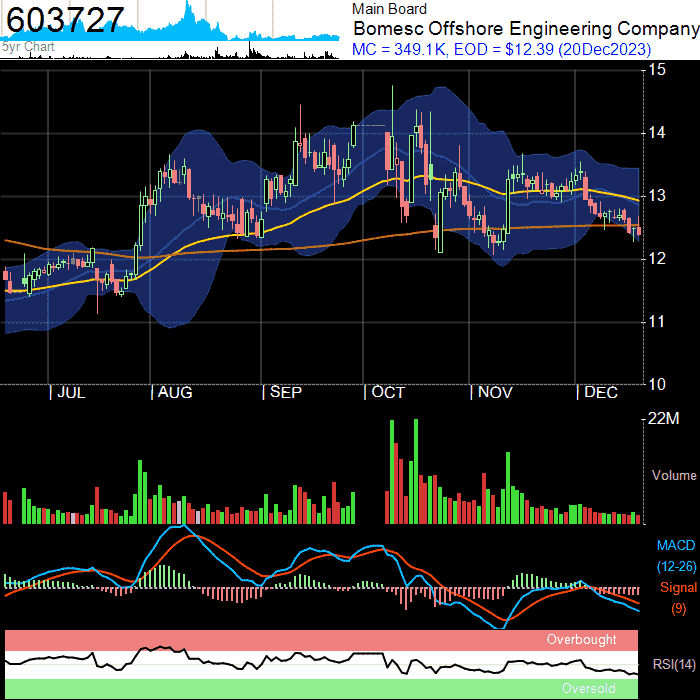 603727
5yr Chart
Main Board
Bomesc Offshore Engineering Company
MC = 349.1K, EOD = $12.39 (20Dec2023)
15
14
13
12
11
10
JUL
AUG
SEP
OCT
NOV
DEC
22M
Volume
MACD
(12-26)
Signal
(9)
Overbought
RSI(14)
Oversold